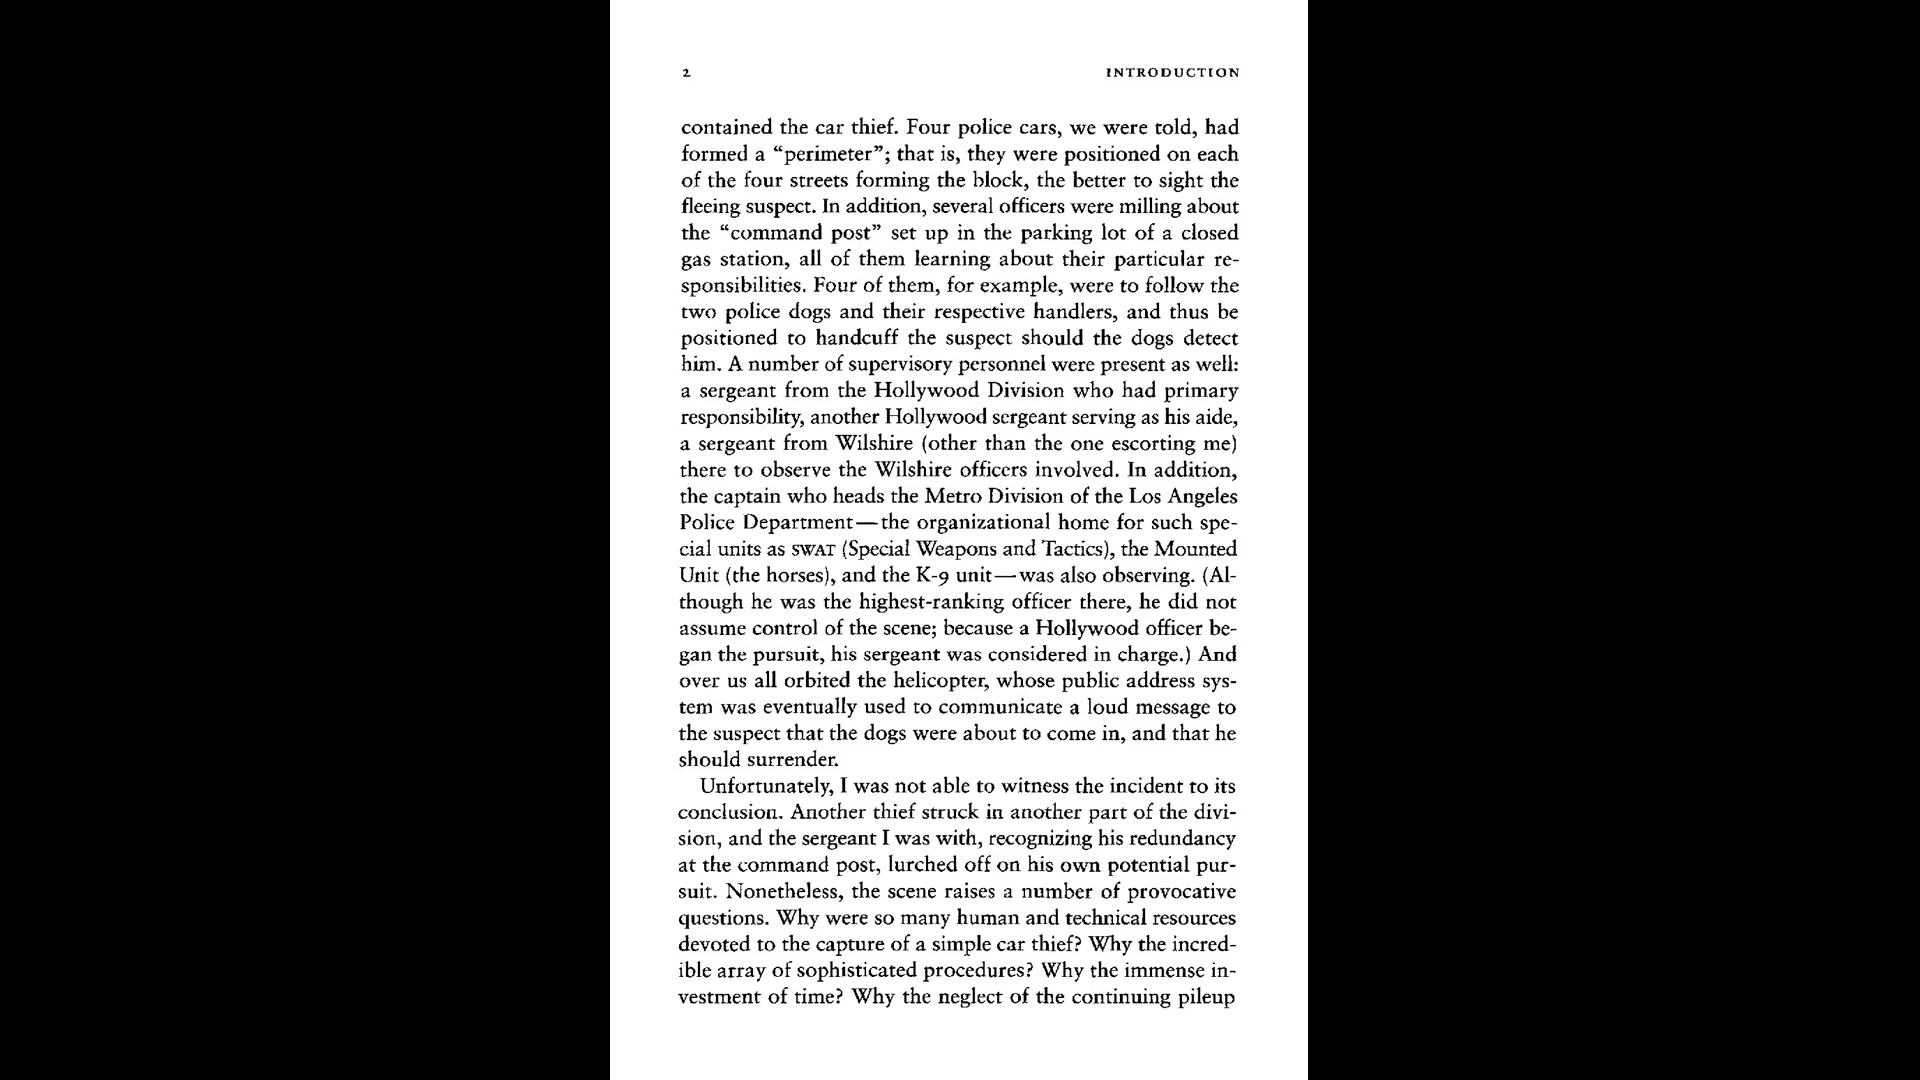 2
INTRODUCTION
contained the car thief. Four police cars, we were told, had
formed a “perimeter”; that is, they were positioned on each
of the four streets forming the block, the better to sight the
fleeing suspect. In addition, several officers were milling about
the “command post” set up in the parking lot of a closed
gas station, all of them learning about their particular re-
sponsibilities. Four of them, for example, were to follow the
two police dogs and their respective handlers, and thus be
positioned to handcuff the suspect should the dogs detect
him. A number of supervisory personnel were present as well:
a sergeant from the Hollywood Division who had primary
responsibility, another Hollywood sergeant serving as his aide,
a sergeant from Wilshire (other than the one escorting me)
there to observe the Wilshire officers involved. In addition,
the captain who heads the Metro Division of the Los Angeles
Police Department—the organizational home for such spe-
cial units as SWAT (Special Weapons and Tactics), the Mounted
Unit (the horses), and the K-9 unit—was also observing. (Al-
though he was the highest-ranking officer there, he did not
assume control of the scene; because a Hollywood officer be-
gan the pursuit, his sergeant was considered in charge.) And
over us all orbited the helicopter, whose public address sys-
tem was eventually used to communicate a loud message to
the suspect that the dogs were about to come in, and that he
should surrender.
Unfortunately, I was not able to witness the incident to its
conclusion. Another thief struck in another part of the divi-
sion, and the sergeant I was with, recognizing his redundancy
at the command post, lurched off on his own potential pur-
suit. Nonetheless, the scene raises a number of provocative
questions. Why were so many human and technical resources
devoted to the capture of a simple car thief? Why the incred-
ible array of sophisticated procedures? Why the immense in-
vestment of time? Why the neglect of the continuing pileup